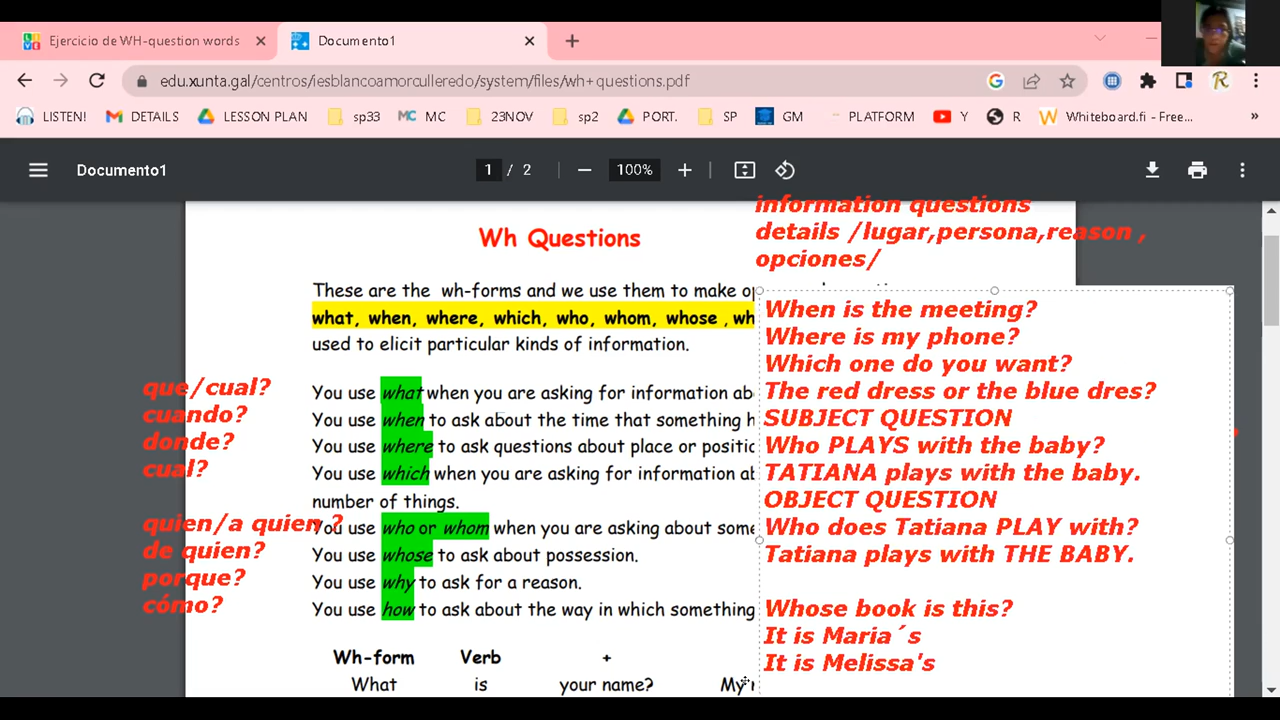 Ejercicio de WH-question words
Documento1
edu.xunta.gal/centros/iesblancoamorculleredo/system/files/wh+questions.pdf
LISTEN! DETAILS LESSON PLAN sp33 MC MC 23NOV sp2 PORT. SP GM PLATFORM Y R Whiteboard.fi - Free...
Documento1 1 / 2 100%
information questions
details /lugar,persona,reason ,
opciones/
Wh Questions
These are the wh-forms and we use them to make op
what, when, where, which, who, whom, whose , wh
used to elicit particular kinds of information.
que/cual?
cuando?
donde?
cual?
quien/a quien ?
de quien?
porque?
cómo?
You use what when you are asking for information abo
You use when to ask about the time that something h
You use where to ask questions about place or positio
You use which when you are asking for information ab
number of things.
You use who or whom when you are asking about some
You use whose to ask about possession.
You use why to ask for a reason.
You use how to ask about the way in which something
Wh-form Verb +
What is your name? My
When is the meeting?
Where is my phone?
Which one do you want?
The red dress or the blue dres?
SUBJECT QUESTION
Who PLAYS with the baby?
TATIANA plays with the baby.
OBJECT QUESTION
Who does Tatiana PLAY with?
Tatiana plays with THE BABY.
Whose book is this?
It is Maria´s
It is Melissa's